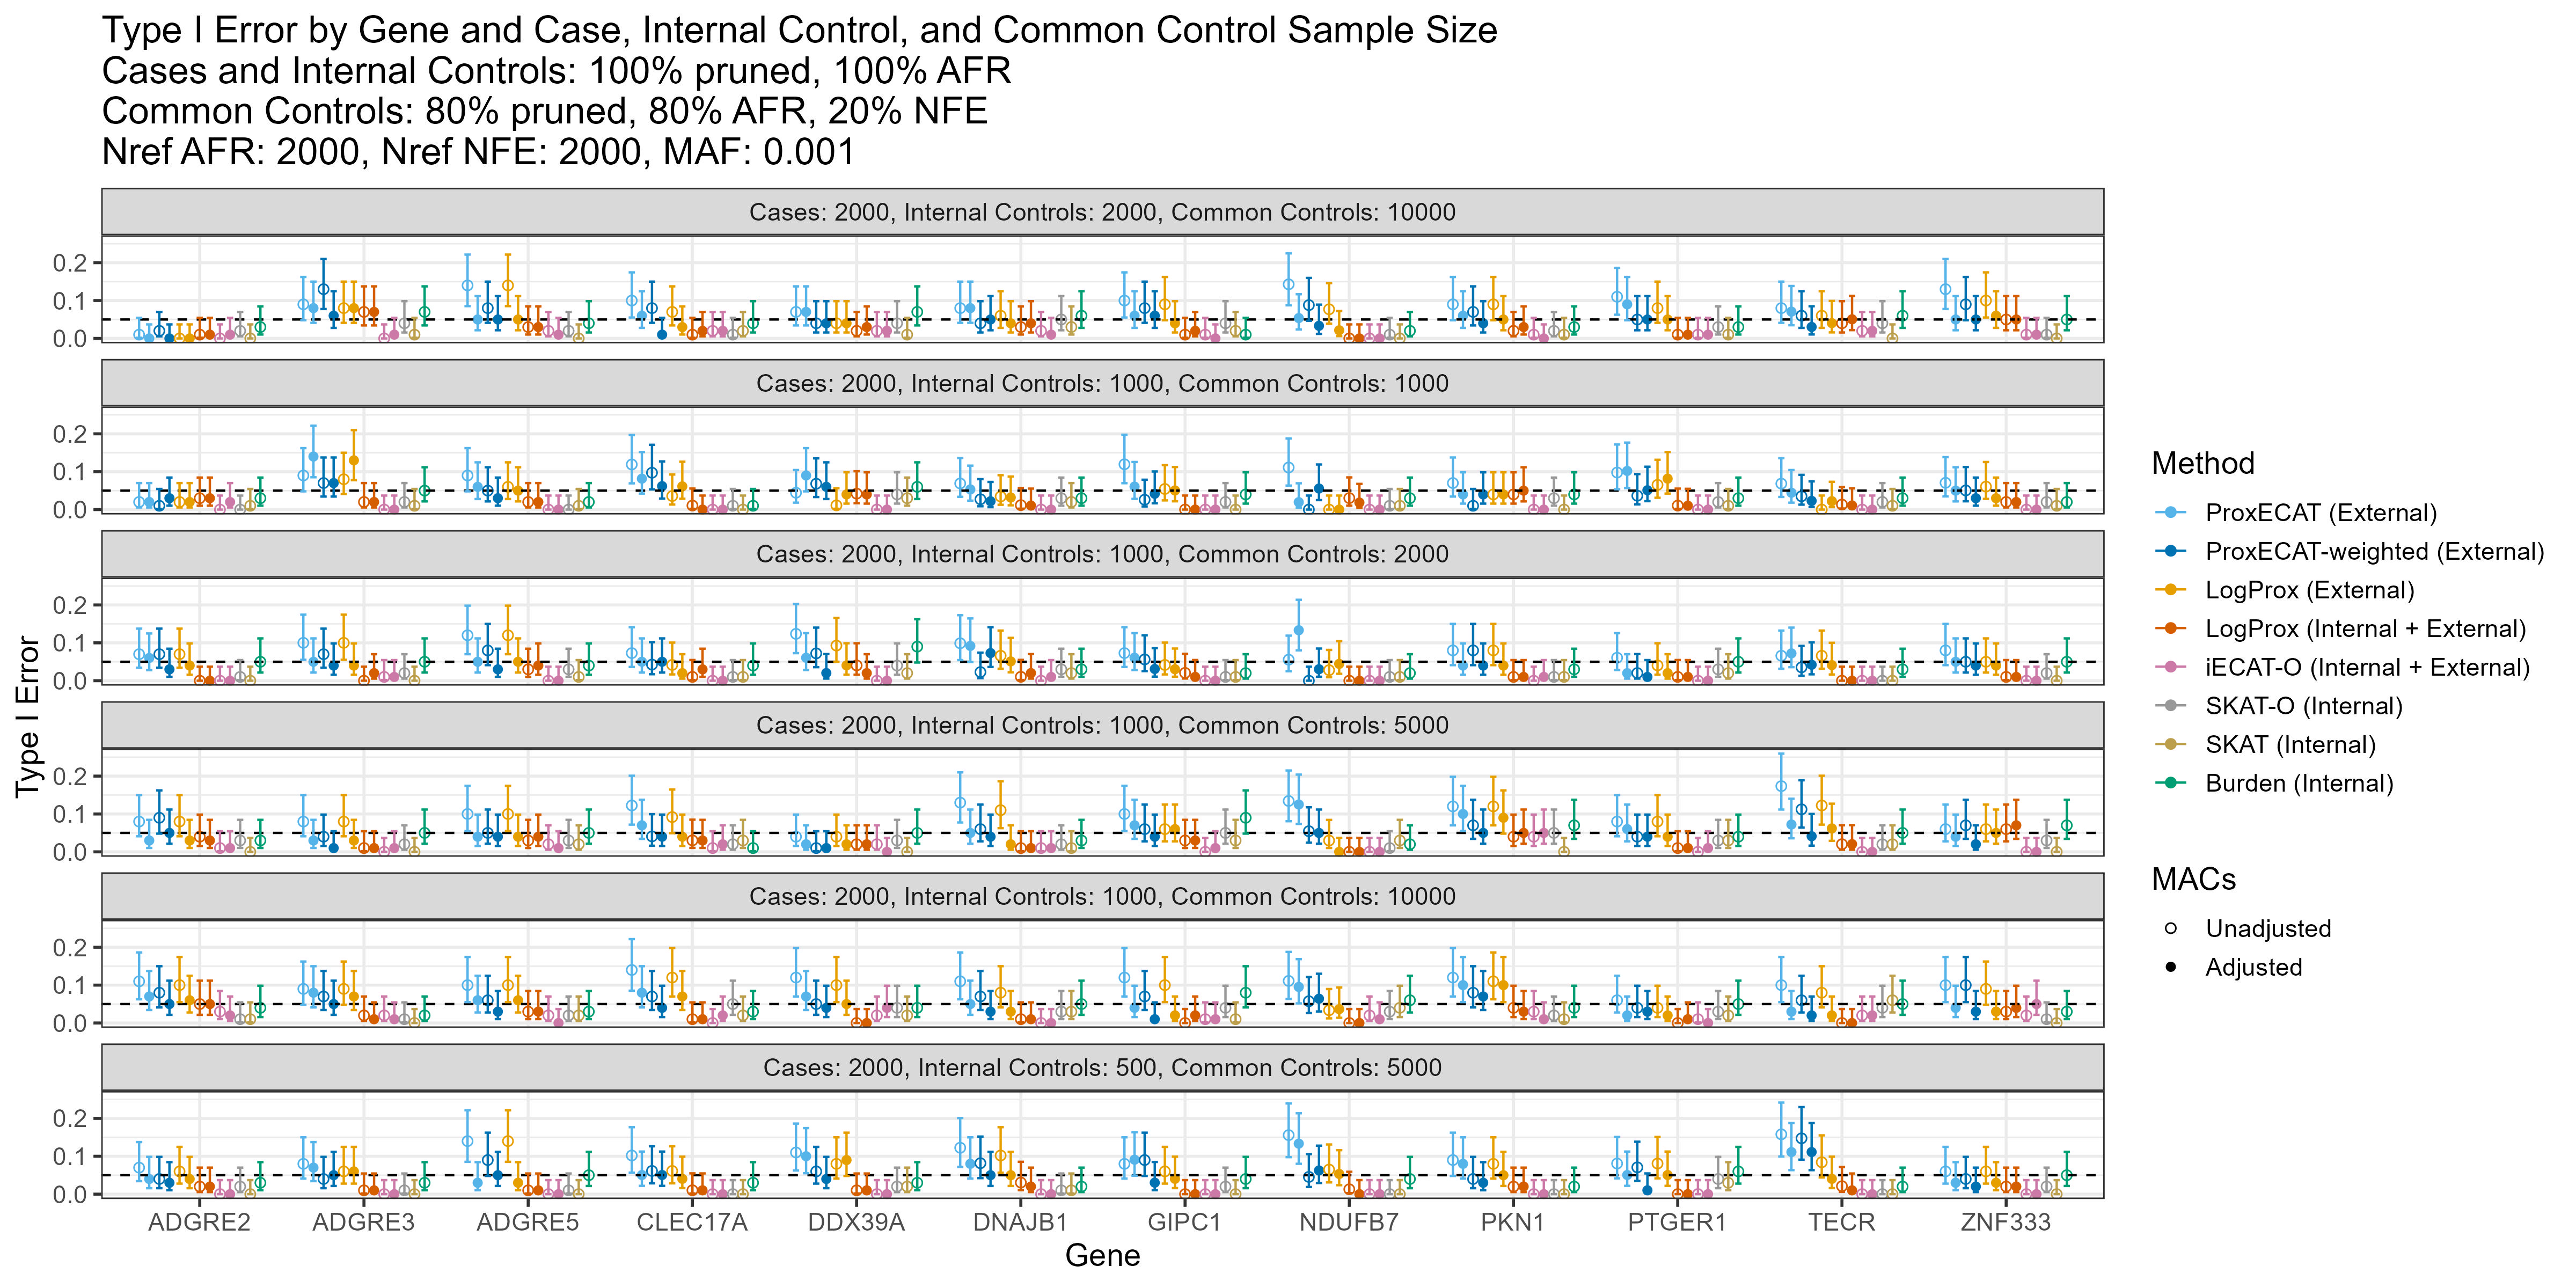 Type I Error by Gene and Case, Internal Control, and Common Control Sample Size
Cases and Internal Controls: 100% pruned, 100% AFR
Common Controls: 80% pruned, 80% AFR, 20% NFE
Nref AFR: 2000, Nref NFE: 2000, MAF: 0.001
Cases: 2000, Internal Controls: 2000, Common Controls: 10000
0.2
0.1
0.0
Cases: 2000, Internal Controls: 1000, Common Controls: 1000
0.2
0.1
0.0
Cases: 2000, Internal Controls: 1000, Common Controls: 2000
0.2
0.1
0.0
Cases: 2000, Internal Controls: 1000, Common Controls: 5000
0.2
0.1
0.0
Cases: 2000, Internal Controls: 1000, Common Controls: 10000
0.2
0.1
0.0
Cases: 2000, Internal Controls: 500, Common Controls: 5000
0.2
0.1
0.0
Type I Error
ADGRE2 ADGRE3 ADGRE5 CLEC17A DDX39A DNAJB1 GIPC1 NDUFB7 PKN1 PTGER1 TECR ZNF333
Gene
Method
ProxECAT (External)
ProxECAT-weighted (External)
LogProx (External)
LogProx (Internal + External)
iECAT-O (Internal + External)
SKAT-O (Internal)
SKAT (Internal)
Burden (Internal)
MACs
Unadjusted
Adjusted